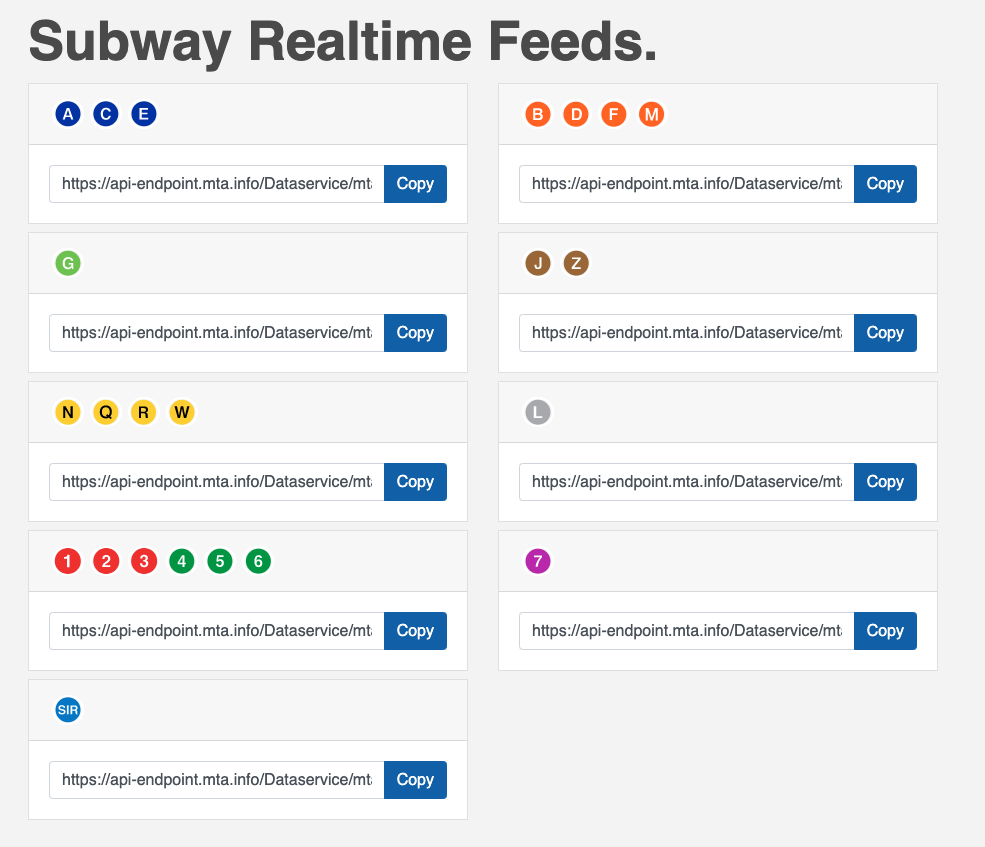 Subway Realtime Feeds.
A C E
https://api-endpoint.mta.info/Dataservice/mt Copy
B D F M
https://api-endpoint.mta.info/Dataservice/mt Copy
G
https://api-endpoint.mta.info/Dataservice/mt Copy
J Z
https://api-endpoint.mta.info/Dataservice/mt Copy
N Q R W
https://api-endpoint.mta.info/Dataservice/mt Copy
L
https://api-endpoint.mta.info/Dataservice/mt Copy
1 2 3 4 5 6
https://api-endpoint.mta.info/Dataservice/mt Copy
7
https://api-endpoint.mta.info/Dataservice/mt Copy
SIR
https://api-endpoint.mta.info/Dataservice/mt Copy